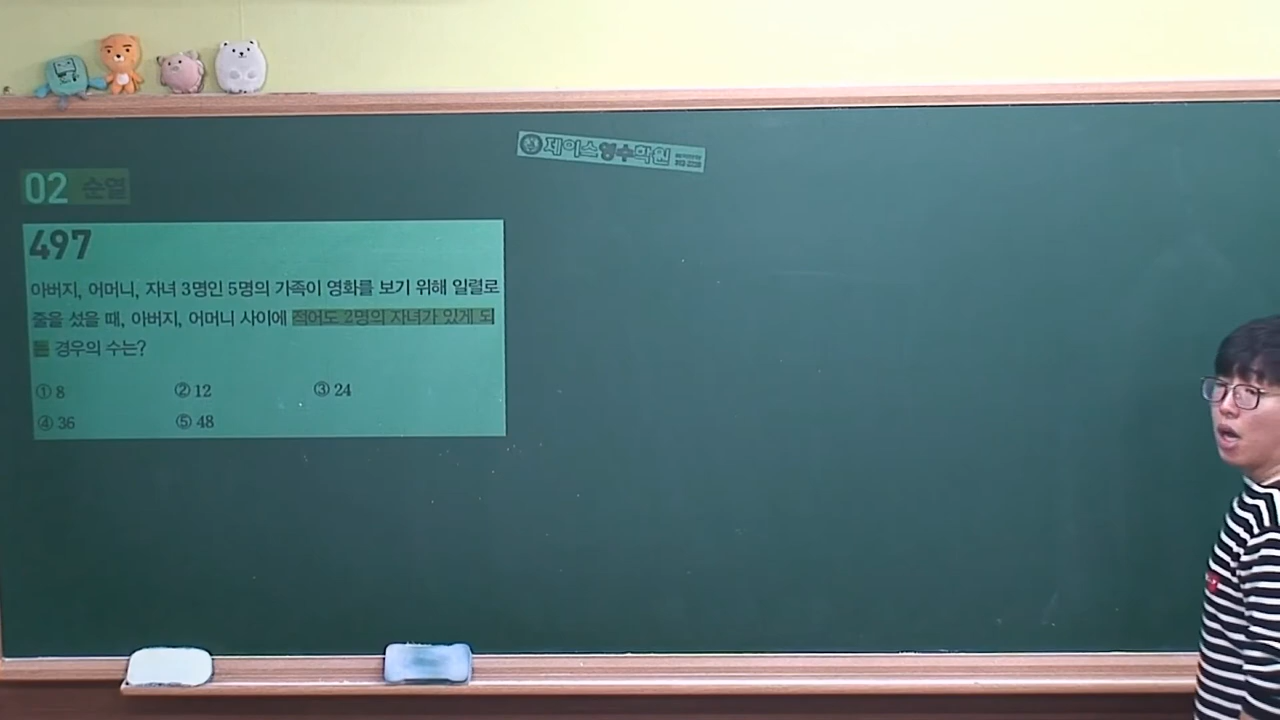 제이스영수학원
02 순열
497
아버지, 어머니, 자녀 3명인 5명의 가족이 영화를 보기 위해 일렬로
줄을 섰을 때, 아버지, 어머니 사이에 적어도 2명의 자녀가 있게 되
는 경우의 수는?
① 8 ② 12 ③ 24
④ 36 ⑤ 48